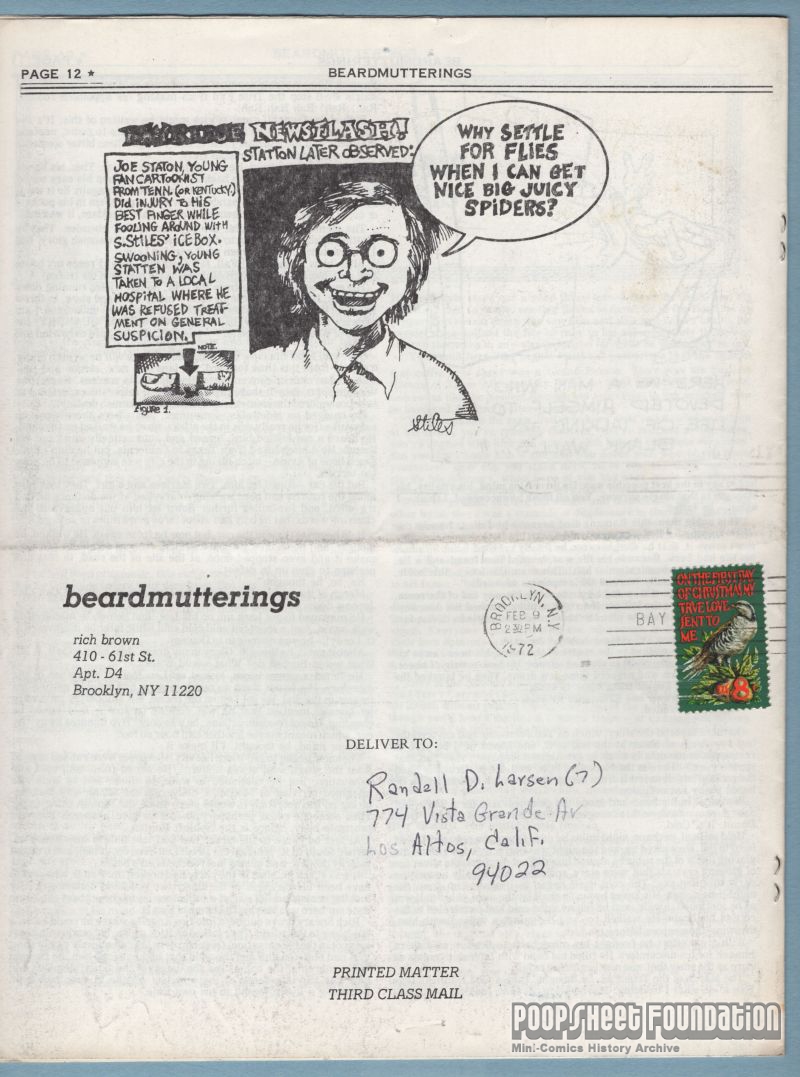 PAGE 12 ★
BEARDMUTTERINGS
NEWSFLASH!
JOE STATON, YOUNG
FAN CARTOONIST
FROM TENN. (OR KENTUCKY)
DID INJURY TO HIS
BEST FINGER WHILE
FOOLING AROUND WITH
S. STILES' ICE BOX.
SWOONING, YOUNG
STATTEN WAS
TAKEN TO A LOCAL
HOSPITAL WHERE HE
WAS REFUSED TREAT-
MENT ON GENERAL
SUSPICION.
NOTE.
Figure 1.
STATTON LATER OBSERVED:
WHY SETTLE
FOR FLIES
WHEN I CAN GET
NICE BIG JUICY
SPIDERS?
Stiles
beardmutterings
rich brown
410 - 61st St.
Apt. D4
Brooklyn, NY 11220
BROOKLYN, N.Y.
FEB 9
PM
1972
BAY
ON THE FIRST DAY
OF CHRISTMAS MY
TRUE LOVE
SENT TO
ME
US 8
DELIVER TO:
Randall D. Larsen (7)
774 Vista Grande Av
Los Altos, Calif.
94022
PRINTED MATTER
THIRD CLASS MAIL
POOPSHEET FOUNDATION
Mini-Comics History Archive